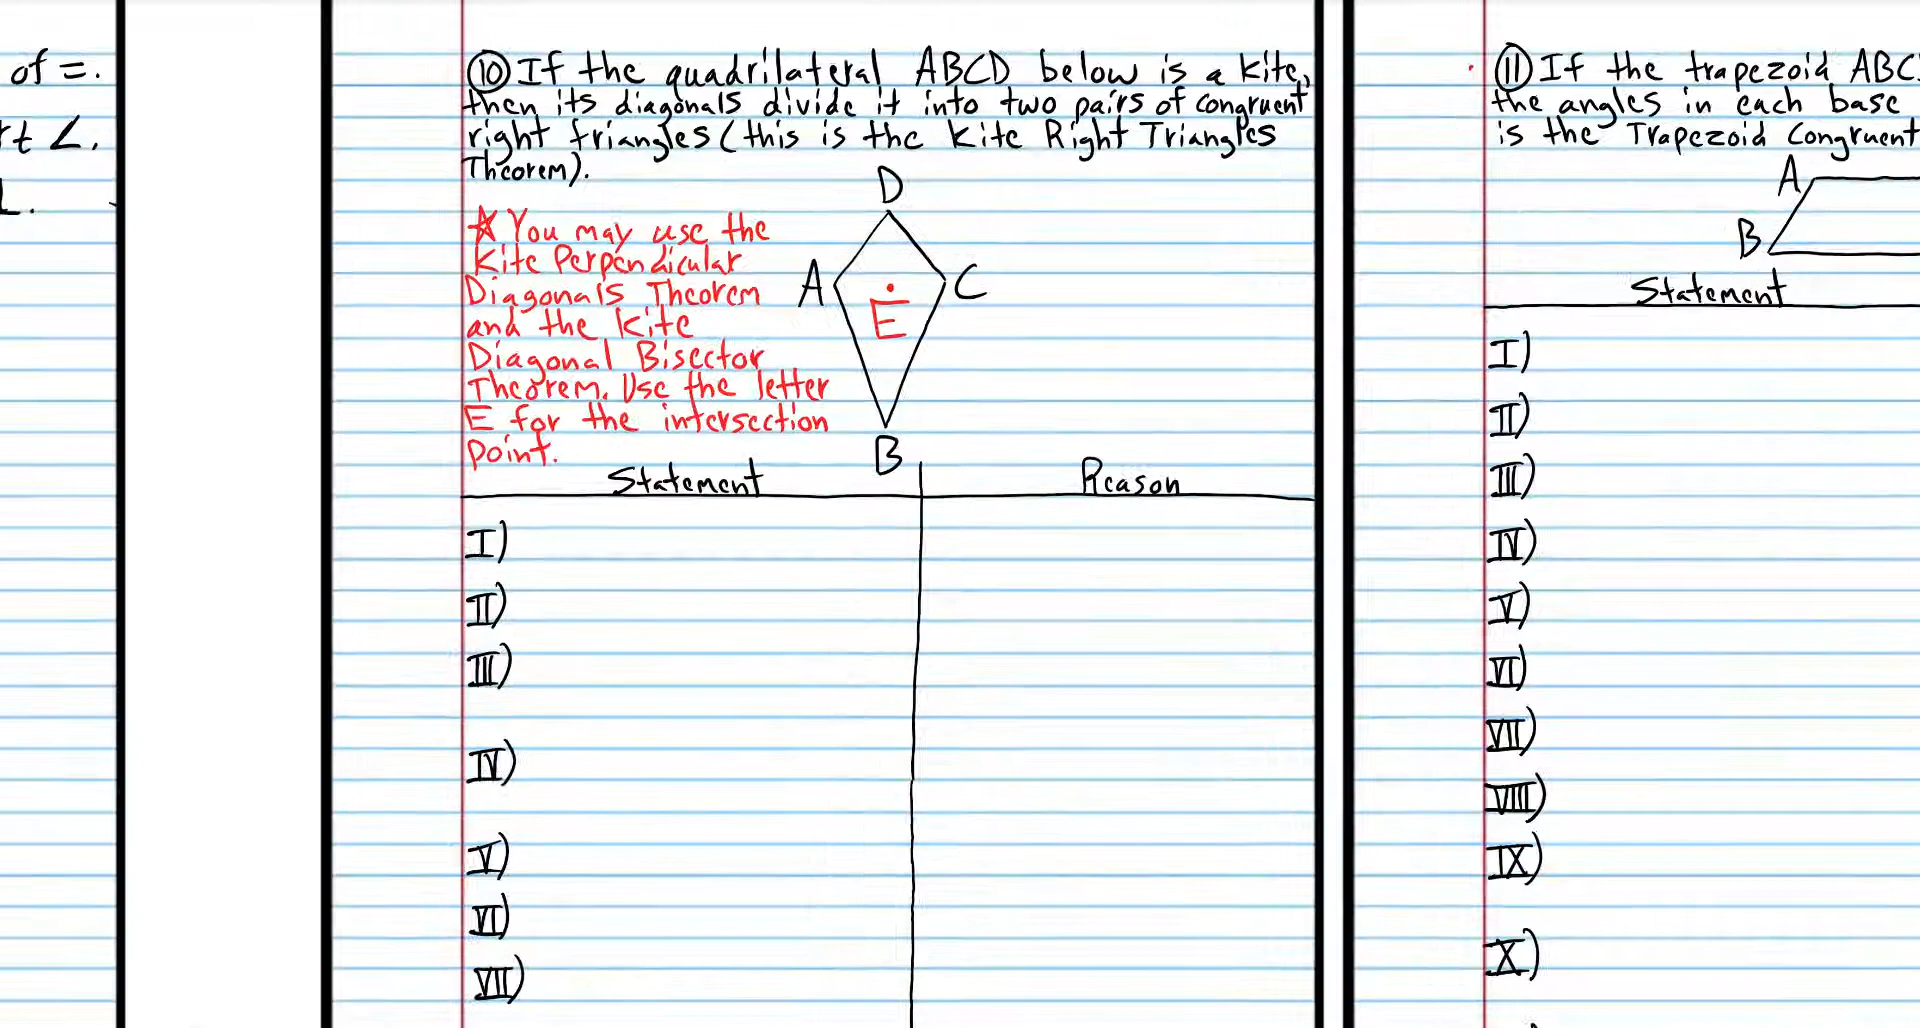 of =.
rt ∠.
∠.
⑩ If the quadrilateral ABCD below is a kite,
then its diagonals divide it into two pairs of congruent
right triangles (this is the Kite Right Triangles
Theorem).
D
A
C
E
B
☆ You may use the
Kite Perpendicular
Diagonals Theorem
and the Kite
Diagonal Bisector
Theorem. Use the letter
E for the intersection
point.
Statement Reason
I)
II)
III)
IV)
V)
VI)
VII)
⑪ If the trapezoid ABC
the angles in each base
is the Trapezoid Congruent
A
B
Statement
I)
II)
III)
IV)
V)
VI)
VII)
VIII)
IX)
X)